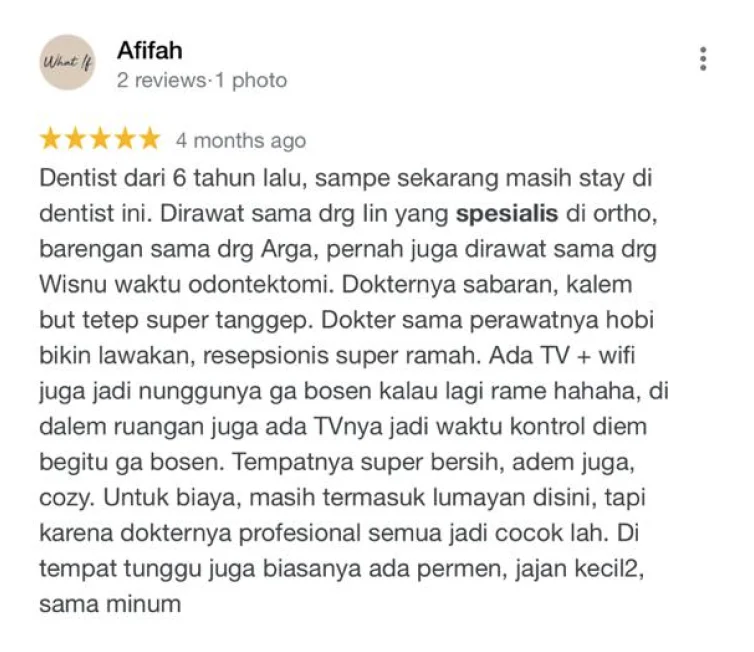 What If
Afifah
2 reviews·1 photo
4 months ago
Dentist dari 6 tahun lalu, sampe sekarang masih stay di
dentist ini. Dirawat sama drg Iin yang spesialis di ortho,
barengan sama drg Arga, pernah juga dirawat sama drg
Wisnu waktu odontektomi. Dokternya sabaran, kalem
but tetep super tanggep. Dokter sama perawatnya hobi
bikin lawakan, resepsionis super ramah. Ada TV + wifi
juga jadi nunggunya ga bosen kalau lagi rame hahaha, di
dalem ruangan juga ada TVnya jadi waktu kontrol diem
begitu ga bosen. Tempatnya super bersih, adem juga,
cozy. Untuk biaya, masih termasuk lumayan disini, tapi
karena dokternya profesional semua jadi cocok lah. Di
tempat tunggu juga biasanya ada permen, jajan kecil2,
sama minum